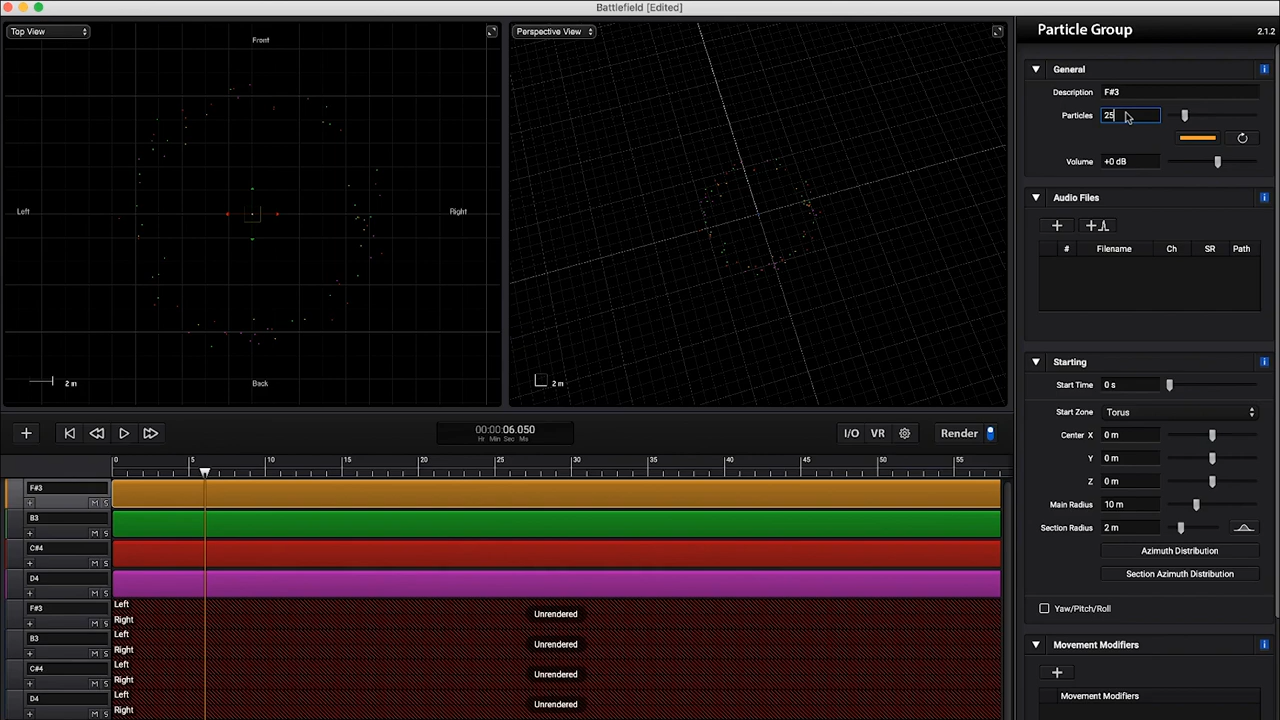 Battlefield [Edited]
Top View
Front
Left
Right
Back
2 m
Perspective View
2 m
Particle Group
2.1.2
General
i
Description F#3
Particles 25
Volume +0 dB
Audio Files
i
# Filename Ch SR Path
Starting
i
Start Time 0 s
Start Zone Torus
Center X 0 m
Y 0 m
Z 0 m
Main Radius 10 m
Section Radius 2 m
Azimuth Distribution
Section Azimuth Distribution
Yaw/Pitch/Roll
Movement Modifiers
i
Movement Modifiers
00:00:06.050
Hr Min Sec Ms
I/O VR Render
0 5 10 15 20 25 30 35 40 45 50 55
F#3
+ M S
B3
+ M S
C#4
+ M S
D4
+ M S
F#3 Left
Unrendered
+ M S Right
B3 Left
Unrendered
+ M S Right
C#4 Left
Unrendered
+ M S Right
D4 Left
Unrendered
+ M S Right